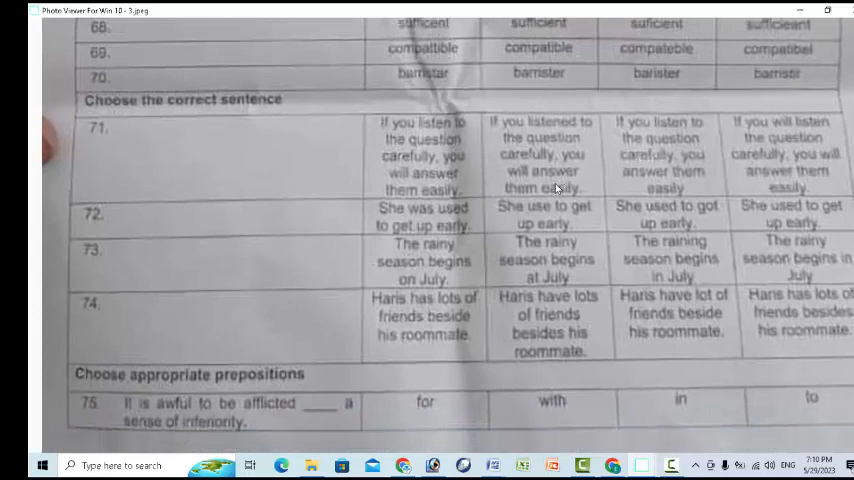 Photo Viewer For Win 10 - 3.jpeg
68. sufficent sufficient suficient sufficieant
69. compattible compatible compateble compatibel
70. barrister barister
Choose the correct sentence
71. If you listen to If you listened to If you listen to If you will listen
the question the question the question the question
carefully, you carefully, you carefully, you carefully, you will
will answer will answer answer them answer them
them easily. them easily. easily easily.
72. She was used She use to get She used to got She used to get
to get up early. up early. up early. up early.
73. The rainy The rainy The raining The rainy
season begins season begins season begins season begins in
on July. at July in July July
74. Haris has lots of Haris have lots Haris have lot of Haris has lots of
friends beside of friends friends beside friends besides
his roommate. besides his his roommate. his roommate.
roommate.
Choose appropriate prepositions
75. It is awful to be afflicted ____ a for with in to
sense of inferiority.
Type here to search
ENG
7:10 PM
5/29/2023